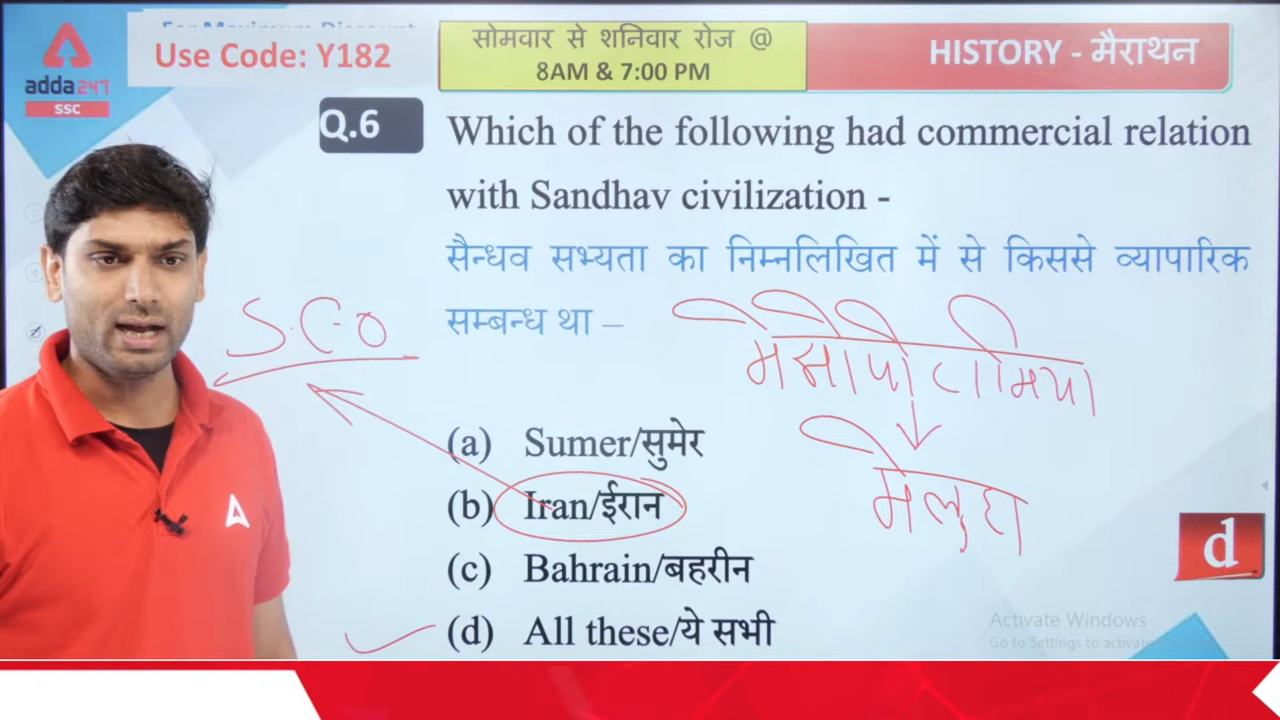 adda247
SSC
Use Code: Y182
सोमवार से शनिवार रोज @
8AM & 7:00 PM
HISTORY - मैराथन
Q.6
Which of the following had commercial relation
with Sandhav civilization -
सैन्धव सभ्यता का निम्नलिखित में से किससे व्यापारिक
सम्बन्ध था –
S.C.O
मेसोपोटामिया
मेलुहा
(a) Sumer/सुमेर
(b) Iran/ईरान
(c) Bahrain/बहरीन
(d) All these/ये सभी
d
Activate Windows
Go to Settings to activate